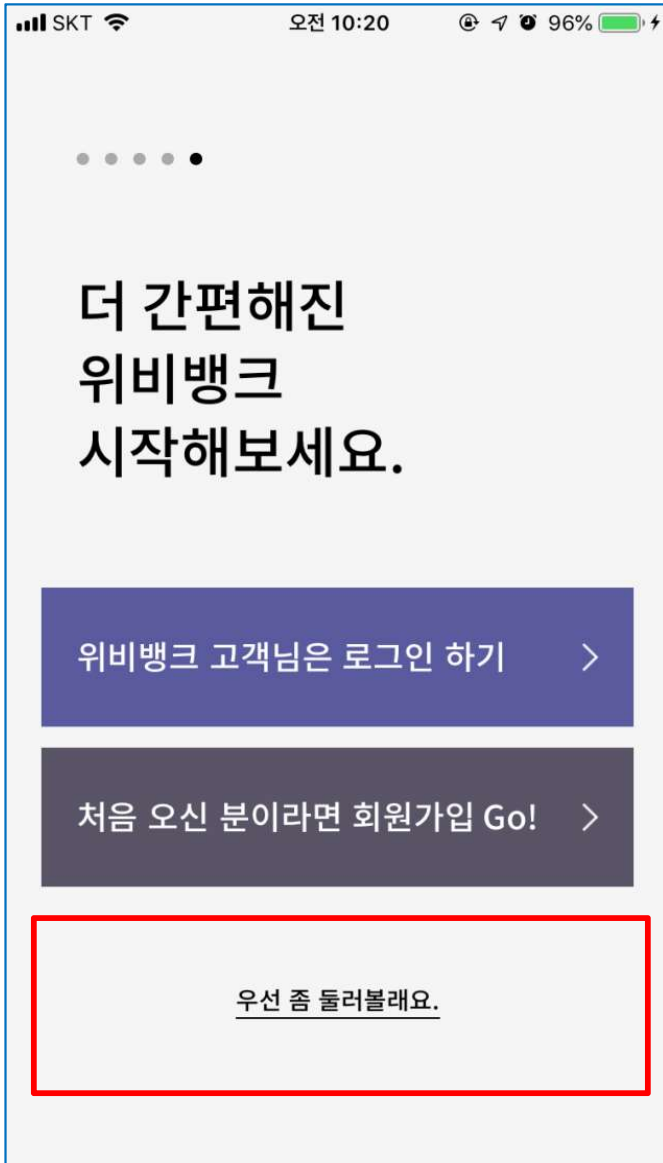 SKT 오전 10:20 96%
더 간편해진
위비뱅크
시작해보세요.
위비뱅크 고객님은 로그인 하기
처음 오신 분이라면 회원가입 Go!
우선 좀 둘러볼래요.